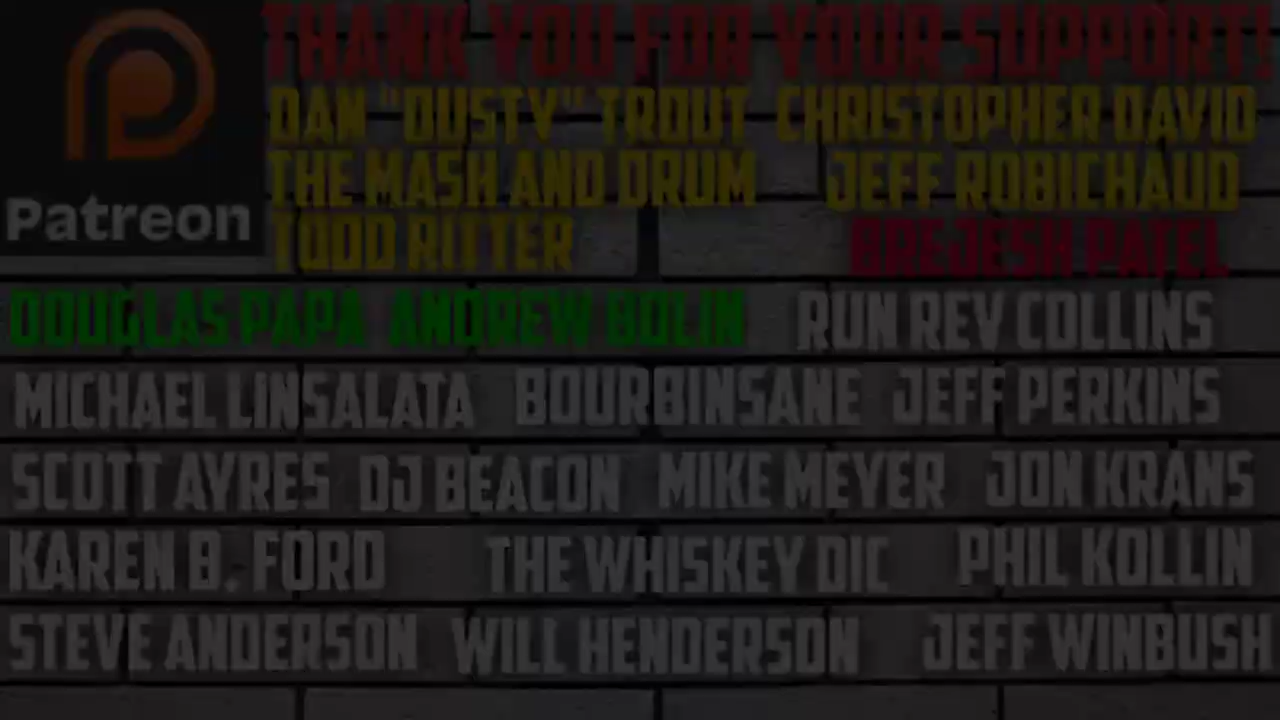 THANK YOU FOR YOUR SUPPORT!
DAN "DUSTY" TROUT CHRISTOPHER DAVID
THE MASH AND DRUM JEFF ROBICHAUD
Patreon
TODD RITTER BREJESH PATEL
DOUGLAS PAPA ANDREW BOLIN RUN REV COLLINS
MICHAEL LINSALATA BOURBINSANE JEFF PERKINS
SCOTT AYRES DJ BEACON MIKE MEYER JON KRANS
KAREN B. FORD THE WHISKEY DIC PHIL KOLLIN
STEVE ANDERSON WILL HENDERSON JEFF WINBUSH